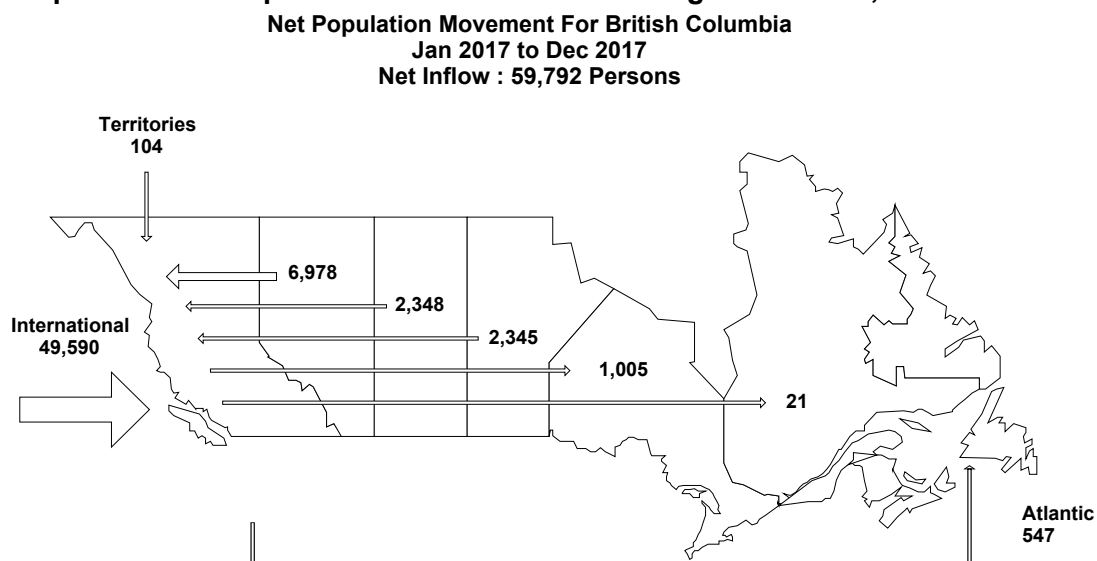 Net Population Movement For British Columbia
Jan 2017 to Dec 2017
Net Inflow : 59,792 Persons
Territories
104
6,978
2,348
International
49,590
2,345
1,005
21
Atlantic
547